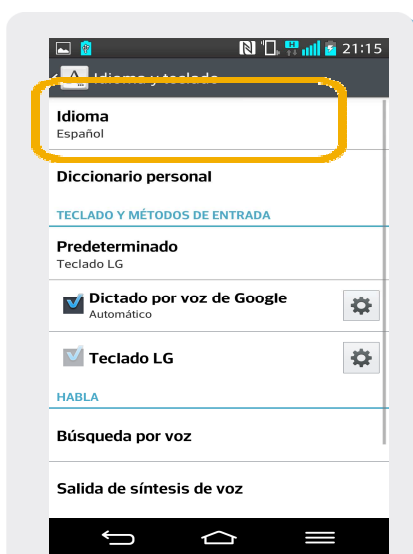 21:15
Idioma y teclado
Idioma
Español
Diccionario personal
TECLADO Y MÉTODOS DE ENTRADA
Predeterminado
Teclado LG
Dictado por voz de Google
Automático
Teclado LG
HABLA
Búsqueda por voz
Salida de síntesis de voz